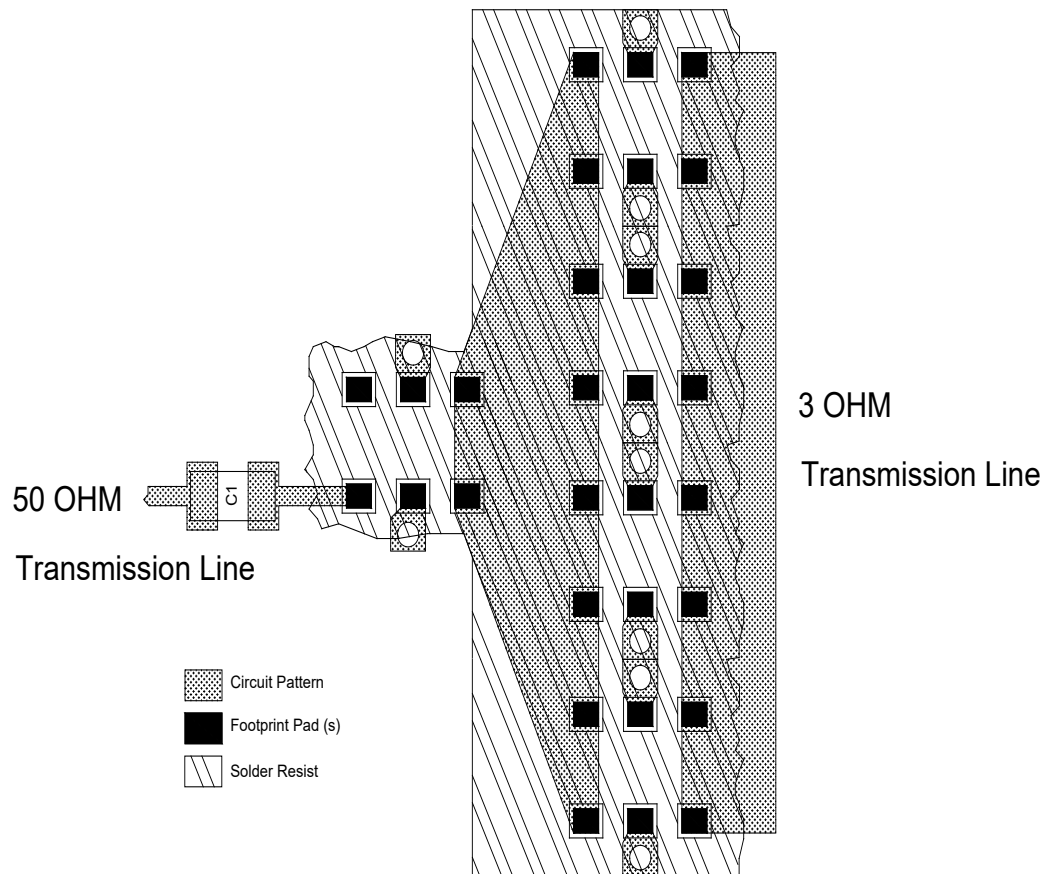 3 OHM
Transmission Line
C1
50 OHM
Transmission Line
Circuit Pattern
Footprint Pad (s)
Solder Resist